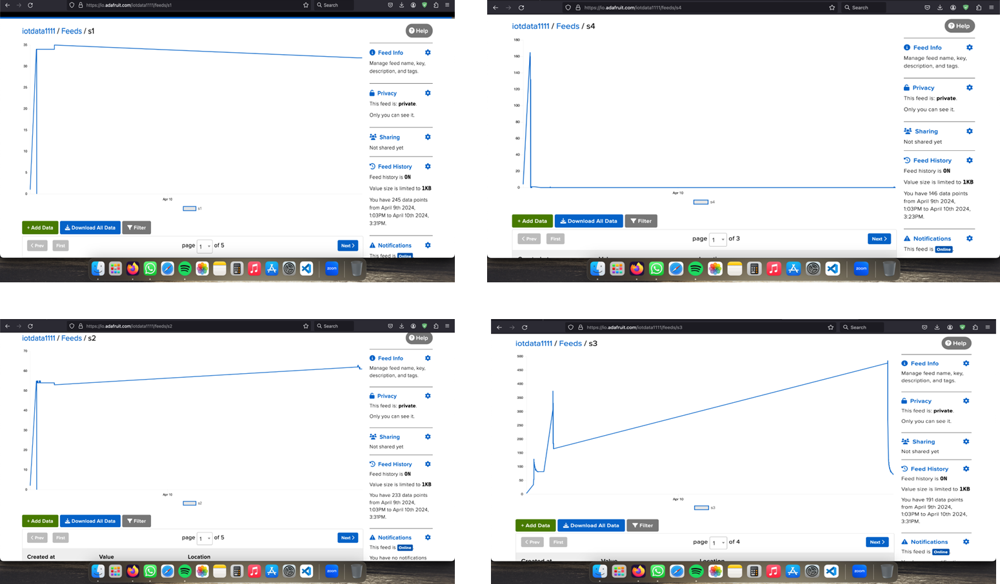 https://io.adafruit.com/iotdata1111/feeds/s1
Search
iotdata1111 / Feeds / s1
Help
35
30
25
20
15
10
5
0
Apr 10
s1
+ Add Data
Download All Data
Filter
< Prev
First
page 1 of 5
Next >
Feed Info
Manage feed name, key,
description, and tags.
Privacy
This feed is: private.
Only you can see it.
Sharing
Not shared yet
Feed History
Feed history is ON
Value size is limited to 1KB
You have 245 data points
from April 9th 2024,
1:03PM to April 10th 2024,
3:31PM.
Notifications
This feed is Online
zoom
https://io.adafruit.com/iotdata1111/feeds/s4
Search
iotdata1111 / Feeds / s4
Help
180
160
140
120
100
80
60
40
20
0
Apr 10
s4
+ Add Data
Download All Data
Filter
< Prev
First
page 1 of 3
Next >
Feed Info
Manage feed name, key,
description, and tags.
Privacy
This feed is: private.
Only you can see it.
Sharing
Not shared yet
Feed History
Feed history is ON
Value size is limited to 1KB
You have 146 data points
from April 9th 2024,
1:03PM to April 10th 2024,
3:23PM.
Notifications
This feed is Online
zoom
https://io.adafruit.com/iotdata1111/feeds/s2
Search
iotdata1111 / Feeds / s2
Help
70
60
50
40
30
20
10
0
Apr 10
s2
+ Add Data
Download All Data
Filter
< Prev
First
page 1 of 5
Next >
Created at Value Location
Feed Info
Manage feed name, key,
description, and tags.
Privacy
This feed is: private.
Only you can see it.
Sharing
Not shared yet
Feed History
Feed history is ON
Value size is limited to 1KB
You have 233 data points
from April 9th 2024,
1:03PM to April 10th 2024,
3:31PM.
Notifications
This feed is Online
You have no notifications
zoom
https://io.adafruit.com/iotdata1111/feeds/s3
Search
iotdata1111 / Feeds / s3
Help
500
450
400
350
300
250
200
150
100
50
0
Apr 10
s3
+ Add Data
Download All Data
Filter
< Prev
First
page 1 of 4
Next >
Feed Info
Manage feed name, key,
description, and tags.
Privacy
This feed is: private.
Only you can see it.
Sharing
Not shared yet
Feed History
Feed history is ON
Value size is limited to 1KB
You have 191 data points
from April 9th 2024,
1:03PM to April 10th 2024,
3:31PM.
Notifications
This feed is Online
zoom